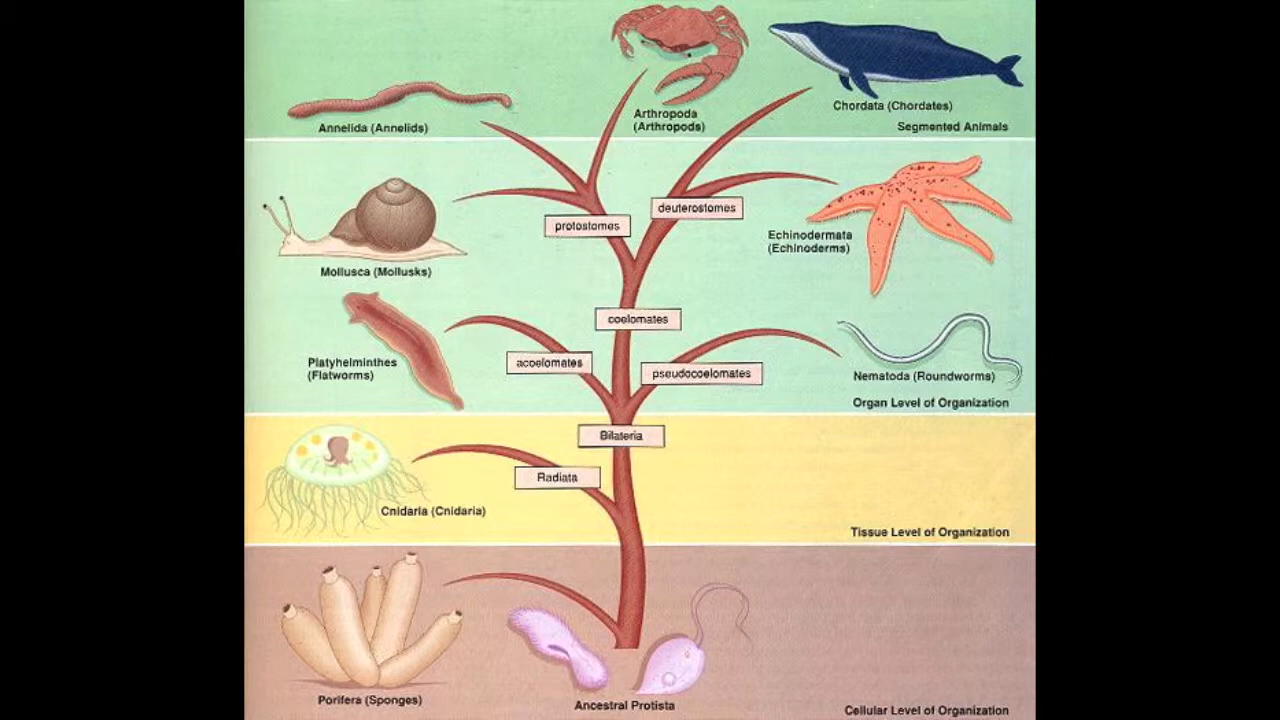 Arthropoda
(Arthropods)
Chordata (Chordates)
Annelida (Annelids)
Segmented Animals
deuterostomes
protostomes
Echinodermata
(Echinoderms)
Mollusca (Mollusks)
coelomates
Platyhelminthes
(Flatworms)
acoelomates
pseudocoelomates
Nematoda (Roundworms)
Organ Level of Organization
Bilateria
Radiata
Cnidaria (Cnidaria)
Tissue Level of Organization
Porifera (Sponges)
Ancestral Protista
Cellular Level of Organization